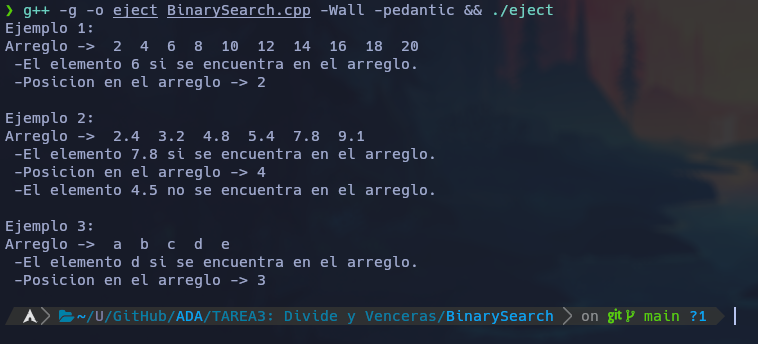 ❯ g++ -g -o eject BinarySearch.cpp -Wall -pedantic && ./eject
Ejemplo 1:
Arreglo ->  2  4  6  8  10  12  14  16  18  20
 -El elemento 6 si se encuentra en el arreglo.
 -Posicion en el arreglo -> 2
Ejemplo 2:
Arreglo ->  2.4  3.2  4.8  5.4  7.8  9.1
 -El elemento 7.8 si se encuentra en el arreglo.
 -Posicion en el arreglo -> 4
 -El elemento 4.5 no se encuentra en el arreglo.
Ejemplo 3:
Arreglo ->  a  b  c  d  e
 -El elemento d si se encuentra en el arreglo.
 -Posicion en el arreglo -> 3
~/U/GitHub/ADA/TAREA3: Divide y Venceras/BinarySearch on git main ?1